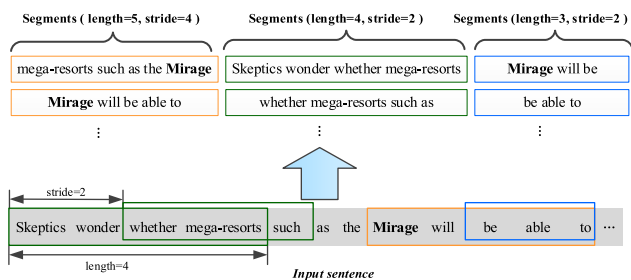 Segments ( length=5, stride=4) Segments(length=4, stride=2) Segments(length=3, stride=2)
mega-resorts such as the Mirage Skeptics wonder whether mega-resorts Mirage will be
Mirage will be able to whether mega-resorts such as be able to
⋮ ⋮ ⋮
stride=2
Skeptics wonder whether mega-resorts such as the Mirage will be able to ···
length=4
Input sentence